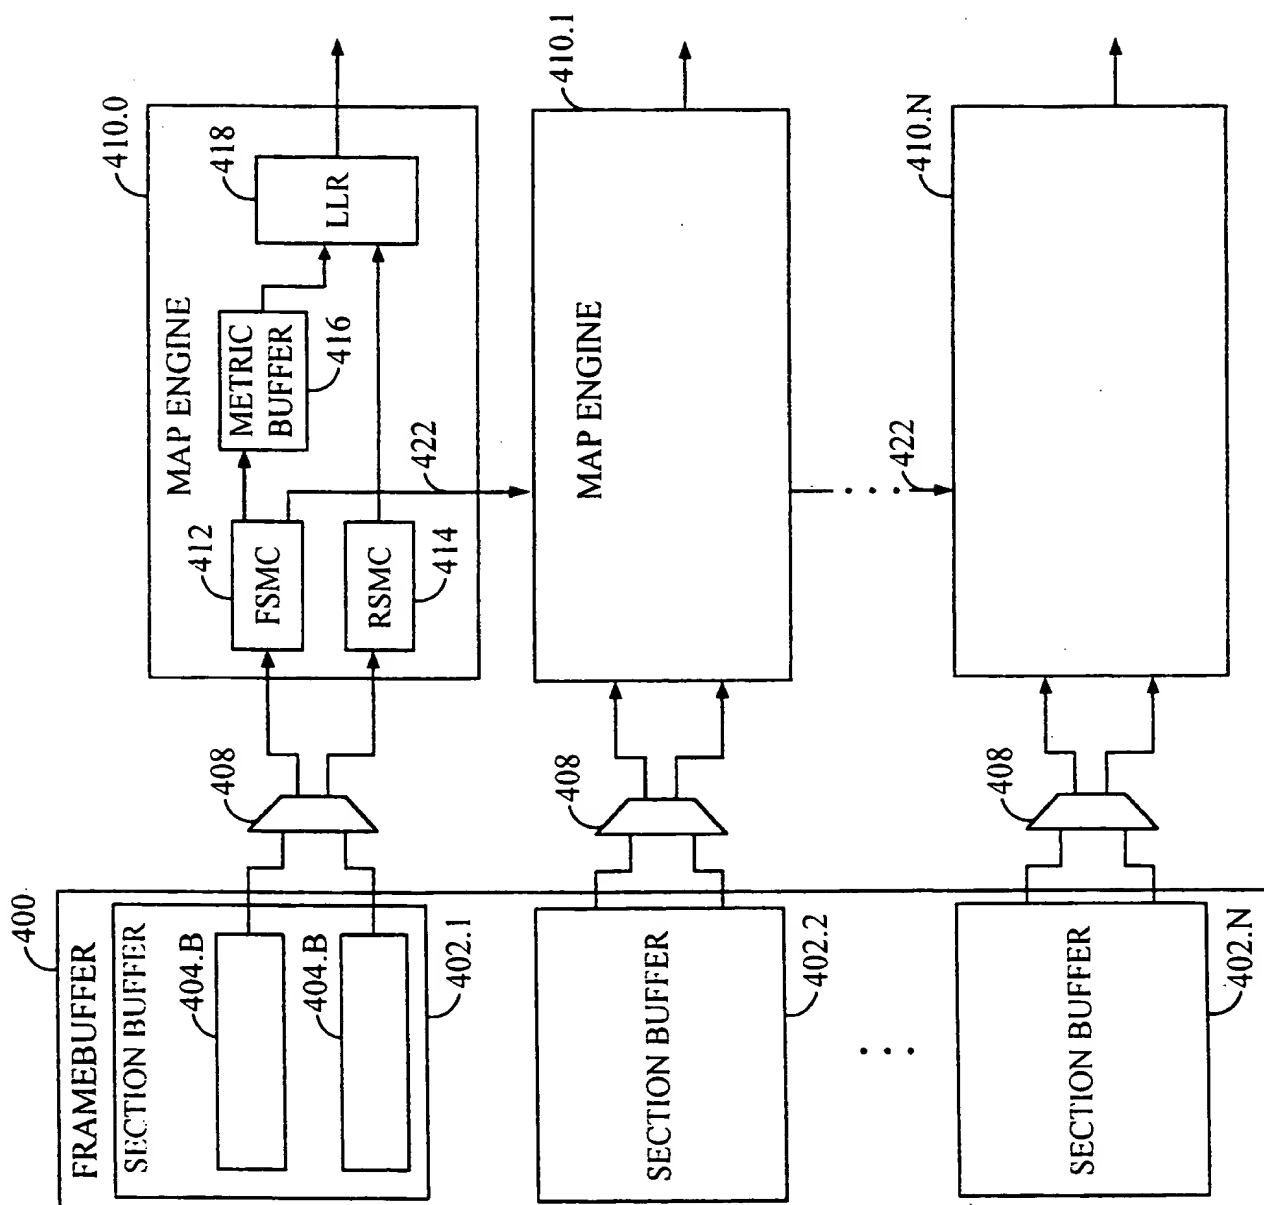 400
FRAMEBUFFER
SECTION BUFFER
404.B
404.B
402.1
408
410.0
MAP ENGINE
412
FSMC
RSMC
414
METRIC
BUFFER
416
418
LLR
422
SECTION BUFFER
402.2
408
410.1
MAP ENGINE
422
SECTION BUFFER
402.N
408
410.N